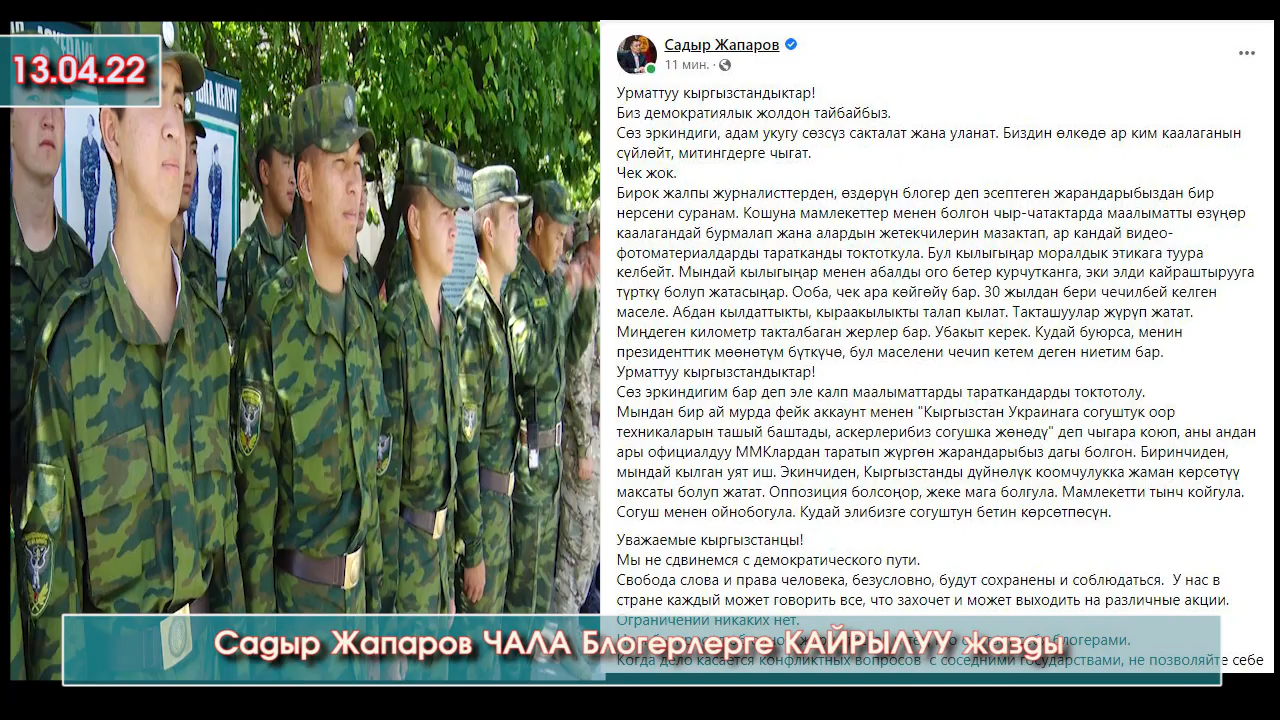 13.04.22
ЫГА КЕЛҮҮ
Садыр Жапаров
11 мин. ·
Урматтуу кыргызстандыктар!
Биз демократиялык жолдон тайбайбыз.
Сөз эркиндиги, адам укугу сөзсүз сакталат жана уланат. Биздин өлкөдө ар ким каалаганын
сүйлөйт, митингдерге чыгат.
Чек жок.
Бирок жалпы журналисттерден, өздөрүн блогер деп эсептеген жарандарыбыздан бир
нерсени суранам. Кошуна мамлекеттер менен болгон чыр-чатактарда маалыматты өзүңөр
каалагандай бурмалап жана алардын жетекчилерин мазактап, ар кандай видео-
фотоматериалдарды таратканды токтоткула. Бул кылыгыңар моралдык этикага туура
келбейт. Мындай кылыгыңар менен абалды ого бетер курчутканга, эки элди кайраштырууга
түрткү болуп жатасыңар. Ооба, чек ара көйгөйү бар. 30 жылдан бери чечилбей келген
маселе. Абдан кылдаттыкты, кыраакылыкты талап кылат. Такташуулар жүрүп жатат.
Миңдеген километр такталбаган жерлер бар. Убакыт керек. Кудай буюрса, менин
президенттик мөөнөтүм бүткүчө, бул маселени чечип кетем деген ниетим бар.
Урматтуу кыргызстандыктар!
Сөз эркиндигим бар деп эле калп маалыматтарды тараткандарды токтотолу.
Мындан бир ай мурда фейк аккаунт менен "Кыргызстан Украинага согуштук оор
техникаларын ташый баштады, аскерлерибиз согушка жөнөдү" деп чыгара коюп, аны андан
ары официалдуу ММКлардан таратып жүргөн жарандарыбыз дагы болгон. Биринчиден,
мындай кылган уят иш. Экинчиден, Кыргызстанды дүйнөлүк коомчулукка жаман көрсөтүү
максаты болуп жатат. Оппозиция болсоңор, жеке мага болгула. Мамлекетти тынч койгула.
Согуш менен ойнобогула. Кудай элибизге согуштун бетин көрсөтпөсүн.
Уважаемые кыргызстанцы!
Мы не сдвинемся с демократического пути.
Свобода слова и права человека, безусловно, будут сохранены и соблюдаться. У нас в
стране каждый может говорить все, что захочет и может выходить на различные акции.
Ограничений никаких нет.
блогерами.
Когда дело касается конфликтных вопросов с соседними государствами, не позволяйте себе
Садыр Жапаров ЧАЛА Блогерлерге КАЙРЫЛУУ жазды